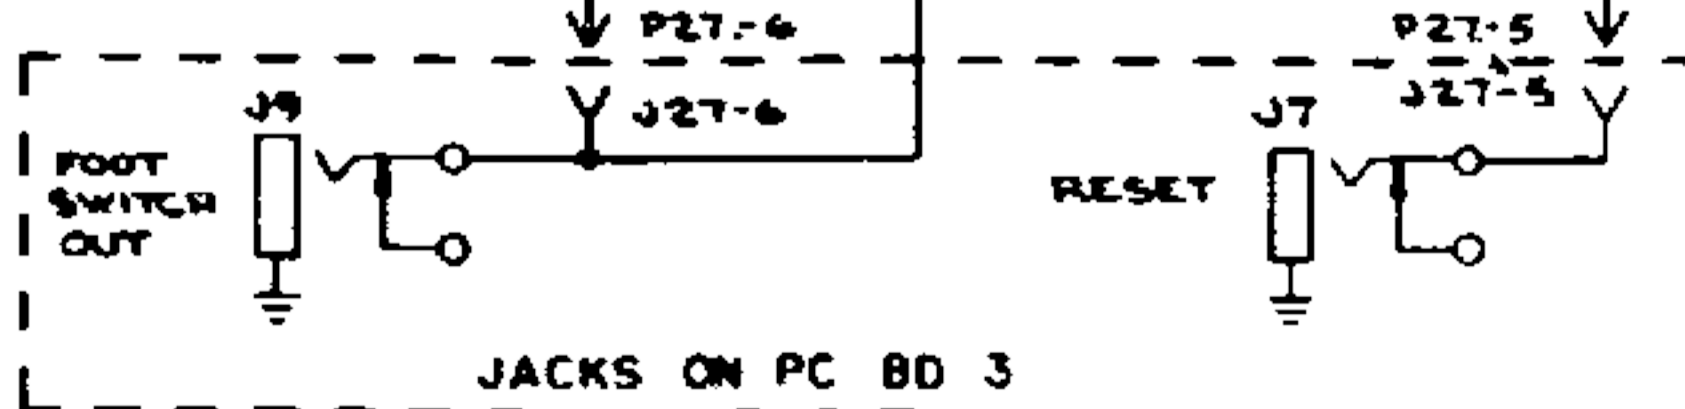 P27-6
P27-5
J27-6
J27-5
J9
J7
FOOT
SWITCH
OUT
RESET
JACKS ON PC BD 3